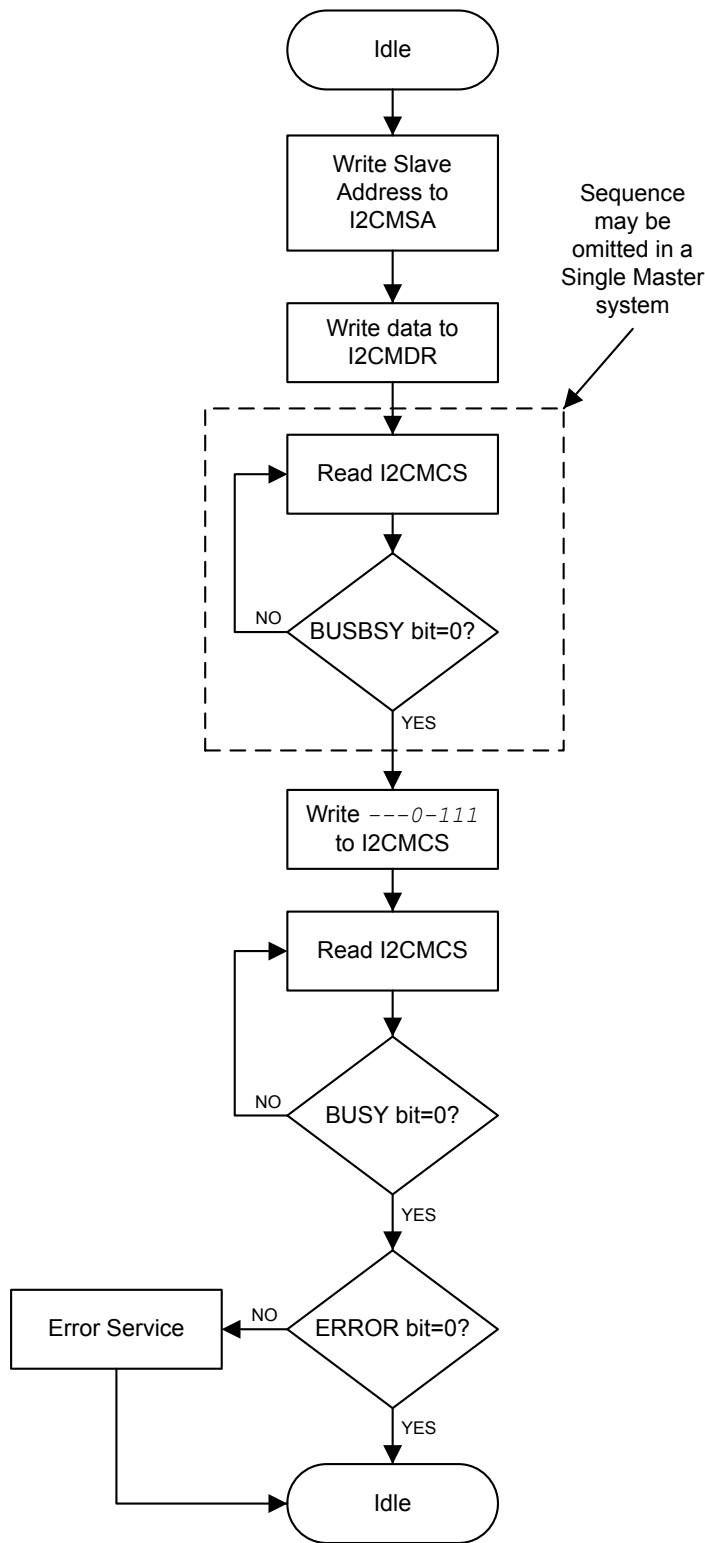 Idle
Write Slave
Address to
I2CMSA
Sequence
may be
omitted in a
Single Master
system
Write data to
I2CMDR
Read I2CMCS
NO
BUSBSY bit=0?
YES
Write ---0-111
to I2CMCS
Read I2CMCS
NO
BUSY bit=0?
YES
Error Service
NO
ERROR bit=0?
YES
Idle